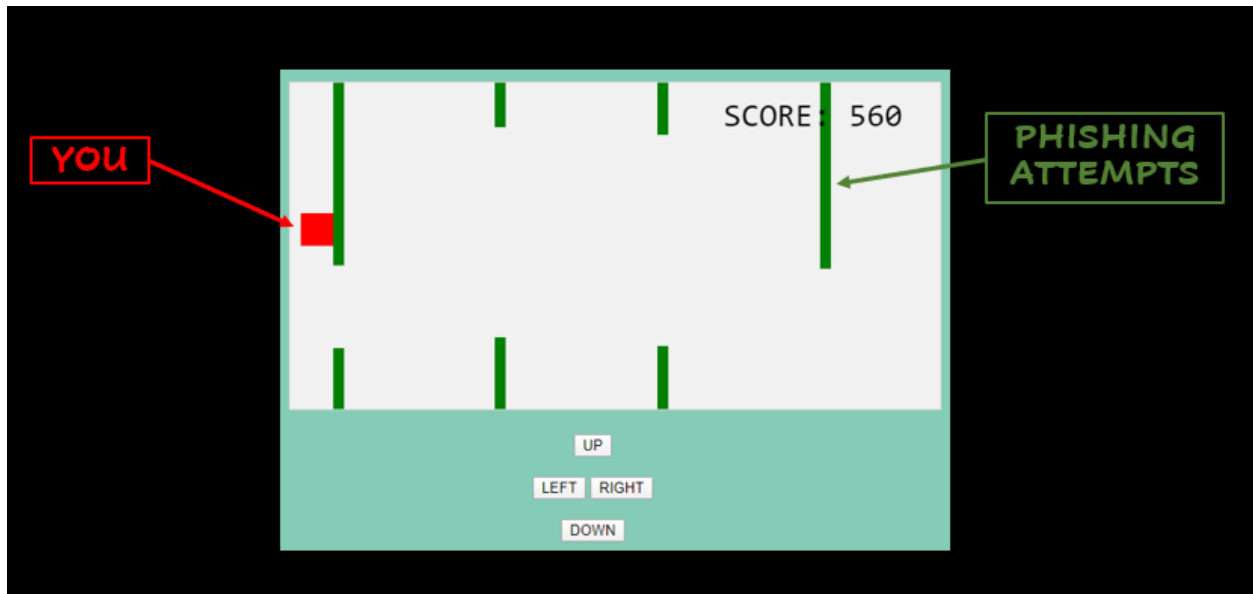 SCORE: 560
YOU
PHISHING
ATTEMPTS
UP
LEFT RIGHT
DOWN